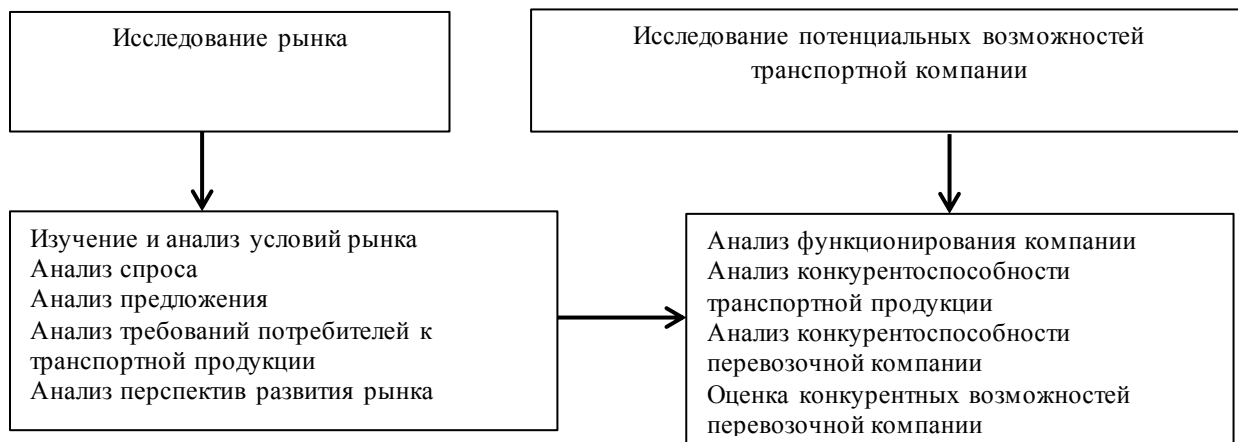 Исследование рынка
Исследование потенциальных возможностей
транспортной компании
Изучение и анализ условий рынка
Анализ спроса
Анализ предложения
Анализ требований потребителей к
транспортной продукции
Анализ перспектив развития рынка
Анализ функционирования компании
Анализ конкурентоспособности
транспортной продукции
Анализ конкурентоспособности
перевозочной компании
Оценка конкурентных возможностей
перевозочной компании